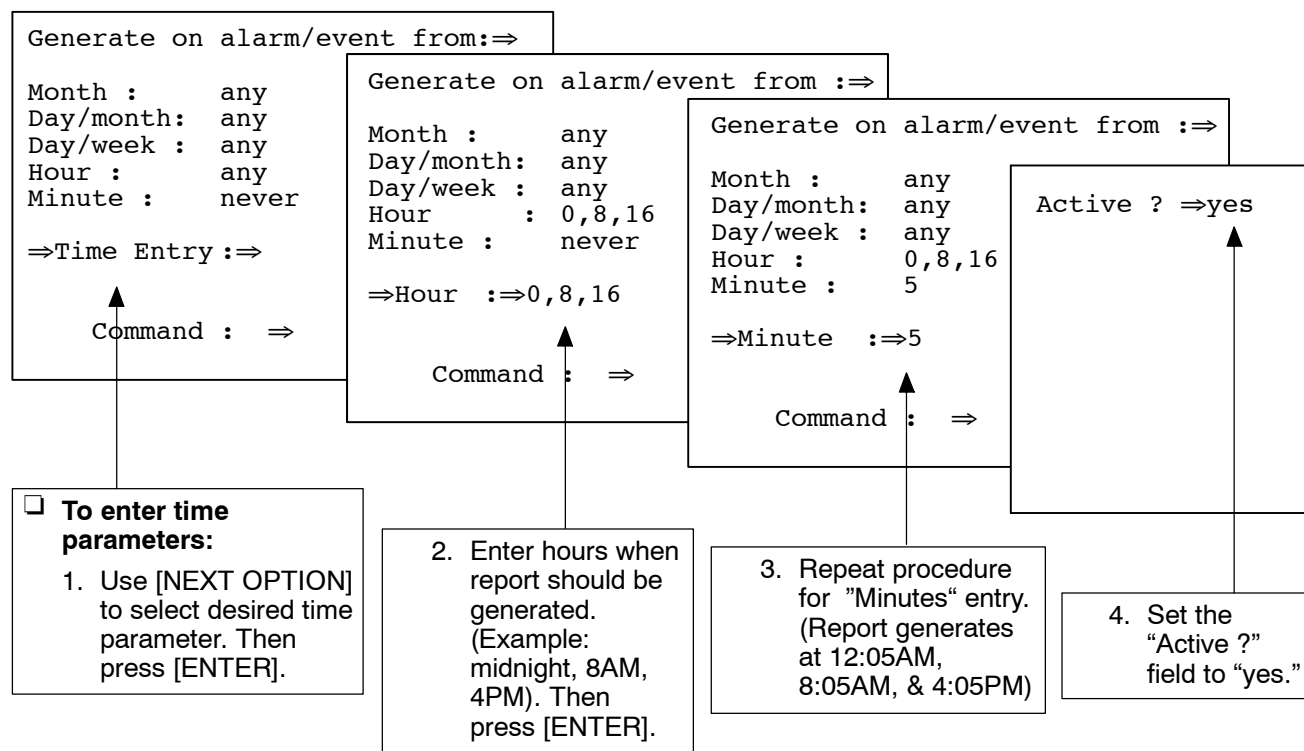 Generate on alarm/event from:⇒
Month : any
Day/month: any
Day/week : any
Hour : any
Minute : never
⇒Time Entry :⇒
Command : ⇒
Generate on alarm/event from :⇒
Month : any
Day/month: any
Day/week : any
Hour : 0,8,16
Minute : never
⇒Hour :⇒0,8,16
Command : ⇒
Generate on alarm/event from :⇒
Month : any
Day/month: any
Day/week : any
Hour : 0,8,16
Minute : 5
⇒Minute :⇒5
Command : ⇒
Active ? ⇒yes
❏ To enter time
parameters:
1. Use [NEXT OPTION]
to select desired time
parameter. Then
press [ENTER].
2. Enter hours when
report should be
generated.
(Example:
midnight, 8AM,
4PM). Then
press [ENTER].
3. Repeat procedure
for ”Minutes“ entry.
(Report generates
at 12:05AM,
8:05AM, & 4:05PM)
4. Set the
“Active ?”
field to “yes.”